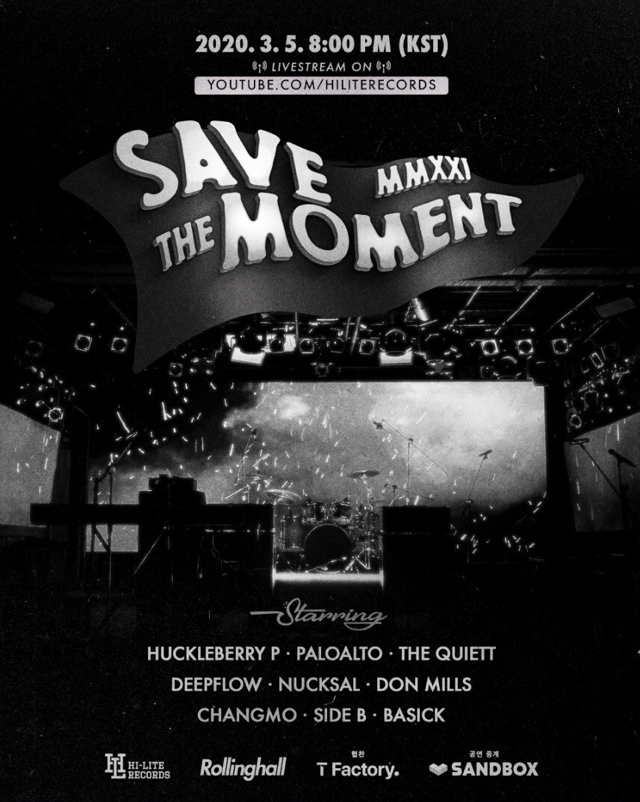 2020. 3. 5. 8:00 PM (KST)
LIVESTREAM ON
YOUTUBE.COM/HILITERECORDS
SAVE
MMXXI
THE MOMENT
Starring
HUCKLEBERRY P · PALOALTO · THE QUIETT
DEEPFLOW · NUCKSAL · DON MILLS
CHANGMO · SIDE B · BASICK
HL HI-LITE
RECORDS
Rollinghall
협찬
T Factory.
공연 중계
SANDBOX